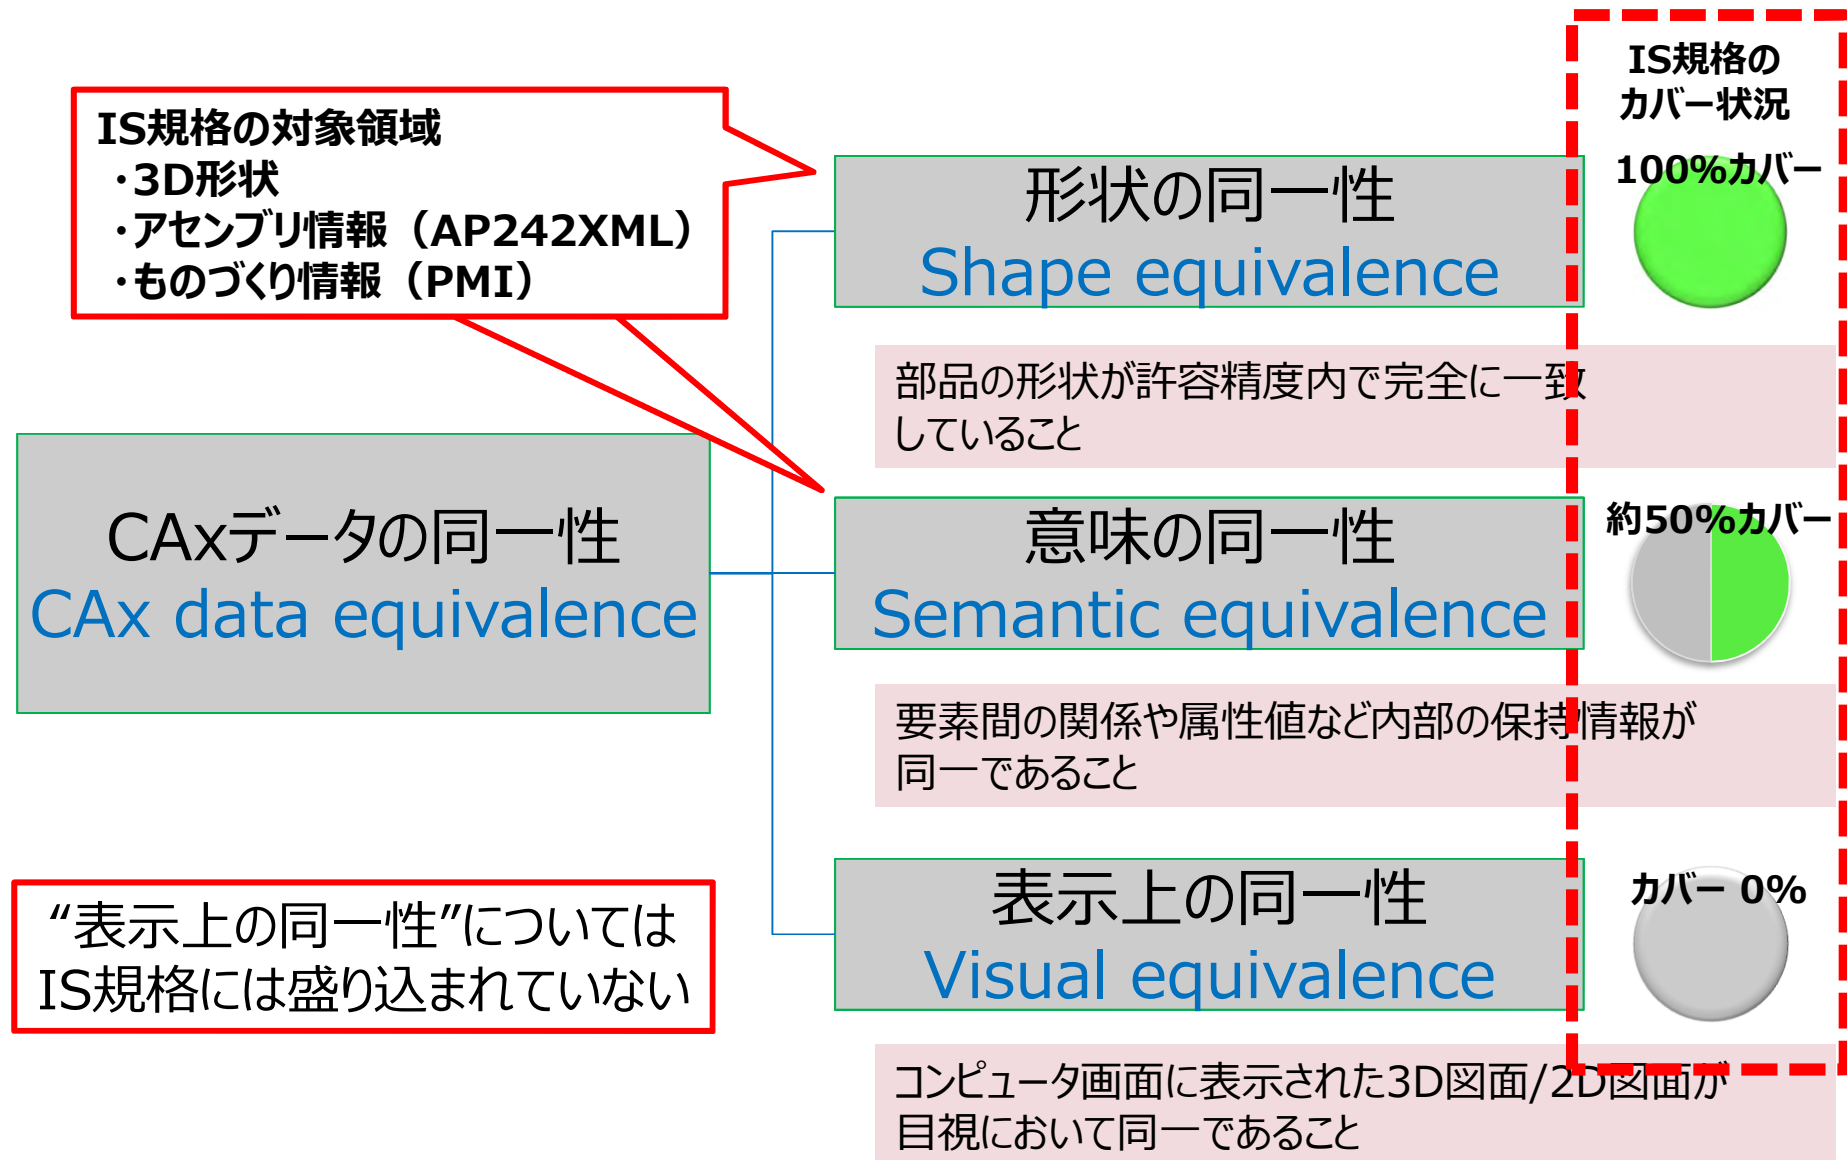 IS規格の
カバー状況
IS規格の対象領域
・3D形状
・アセンブリ情報（AP242XML）
・ものづくり情報（PMI）
形状の同一性
Shape equivalence
100%カバー
部品の形状が許容精度内で完全に一致
していること
CAxデータの同一性
CAx data equivalence
意味の同一性
Semantic equivalence
約50%カバー
要素間の関係や属性値など内部の保持情報が
同一であること
“表示上の同一性”については
IS規格には盛り込まれていない
表示上の同一性
Visual equivalence
カバー 0%
コンピュータ画面に表示された3D図面/2D図面が
目視において同一であること